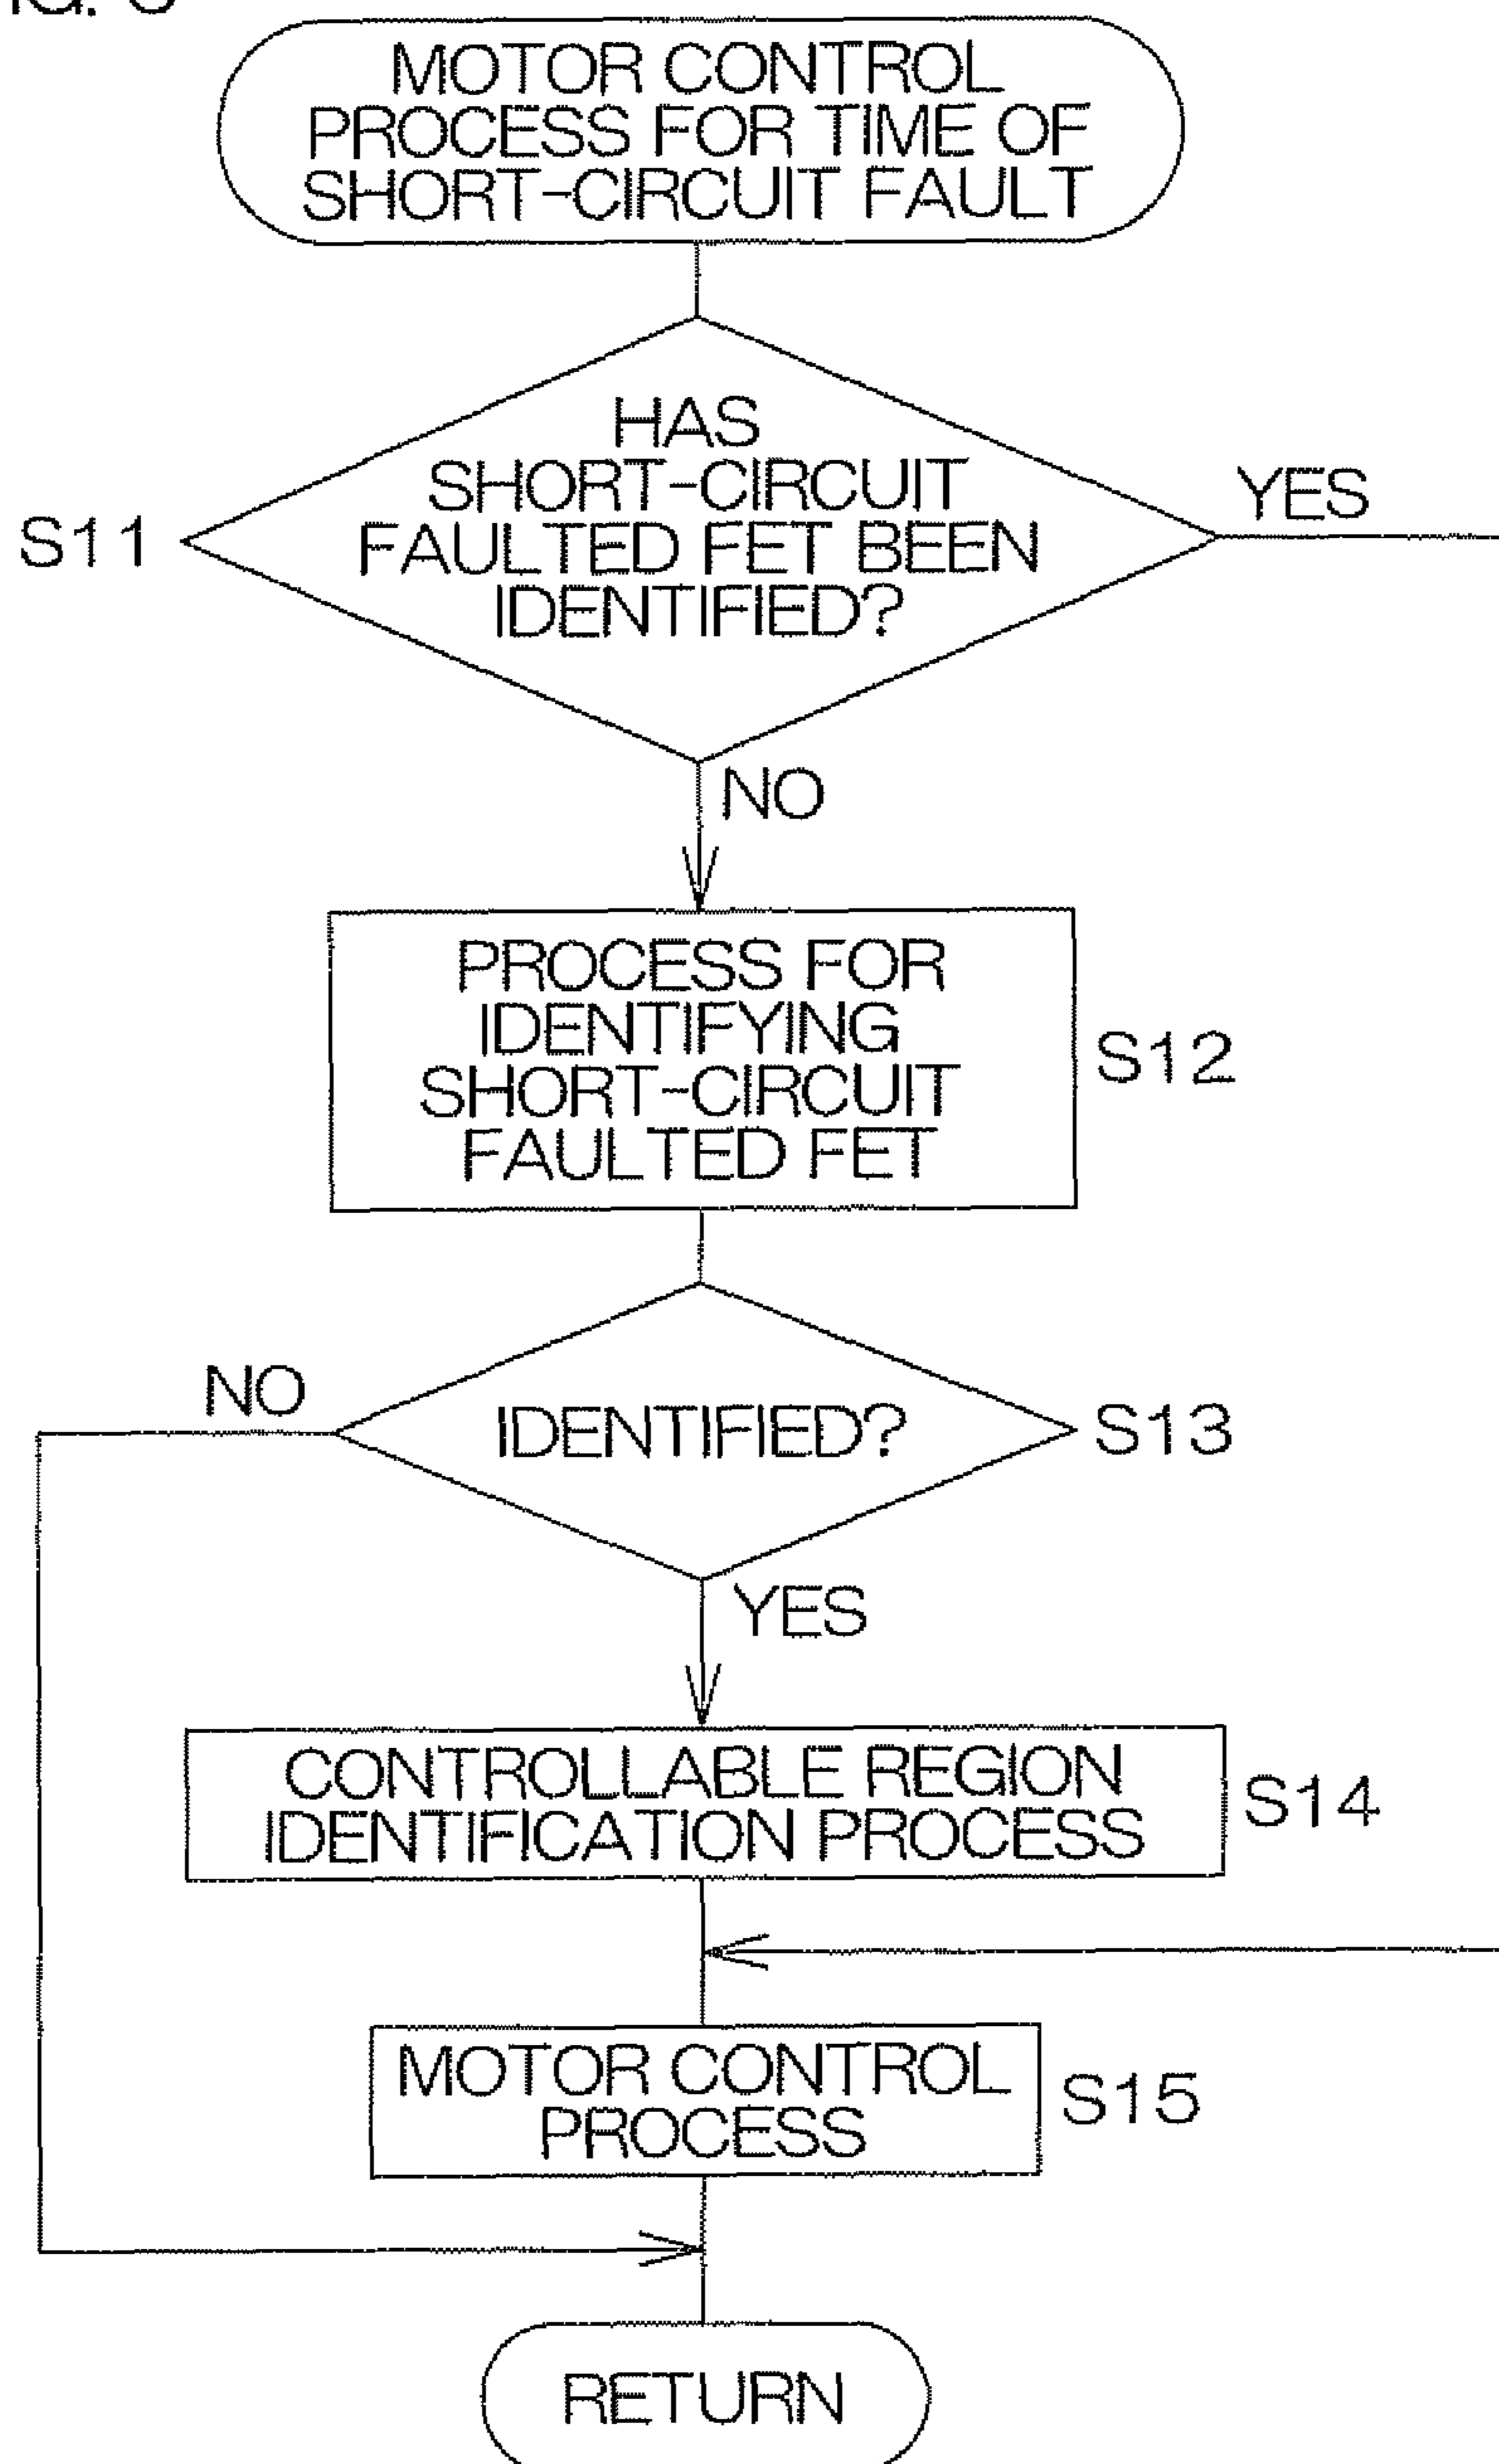 MOTOR CONTROL
PROCESS FOR TIME OF
SHORT-CIRCUIT FAULT
HAS
SHORT-CIRCUIT
FAULTED FET BEEN
IDENTIFIED?
S11
YES
NO
PROCESS FOR
IDENTIFYING
SHORT-CIRCUIT
FAULTED FET
S12
NO
IDENTIFIED?
S13
YES
CONTROLLABLE REGION
IDENTIFICATION PROCESS
S14
MOTOR CONTROL
PROCESS
S15
RETURN